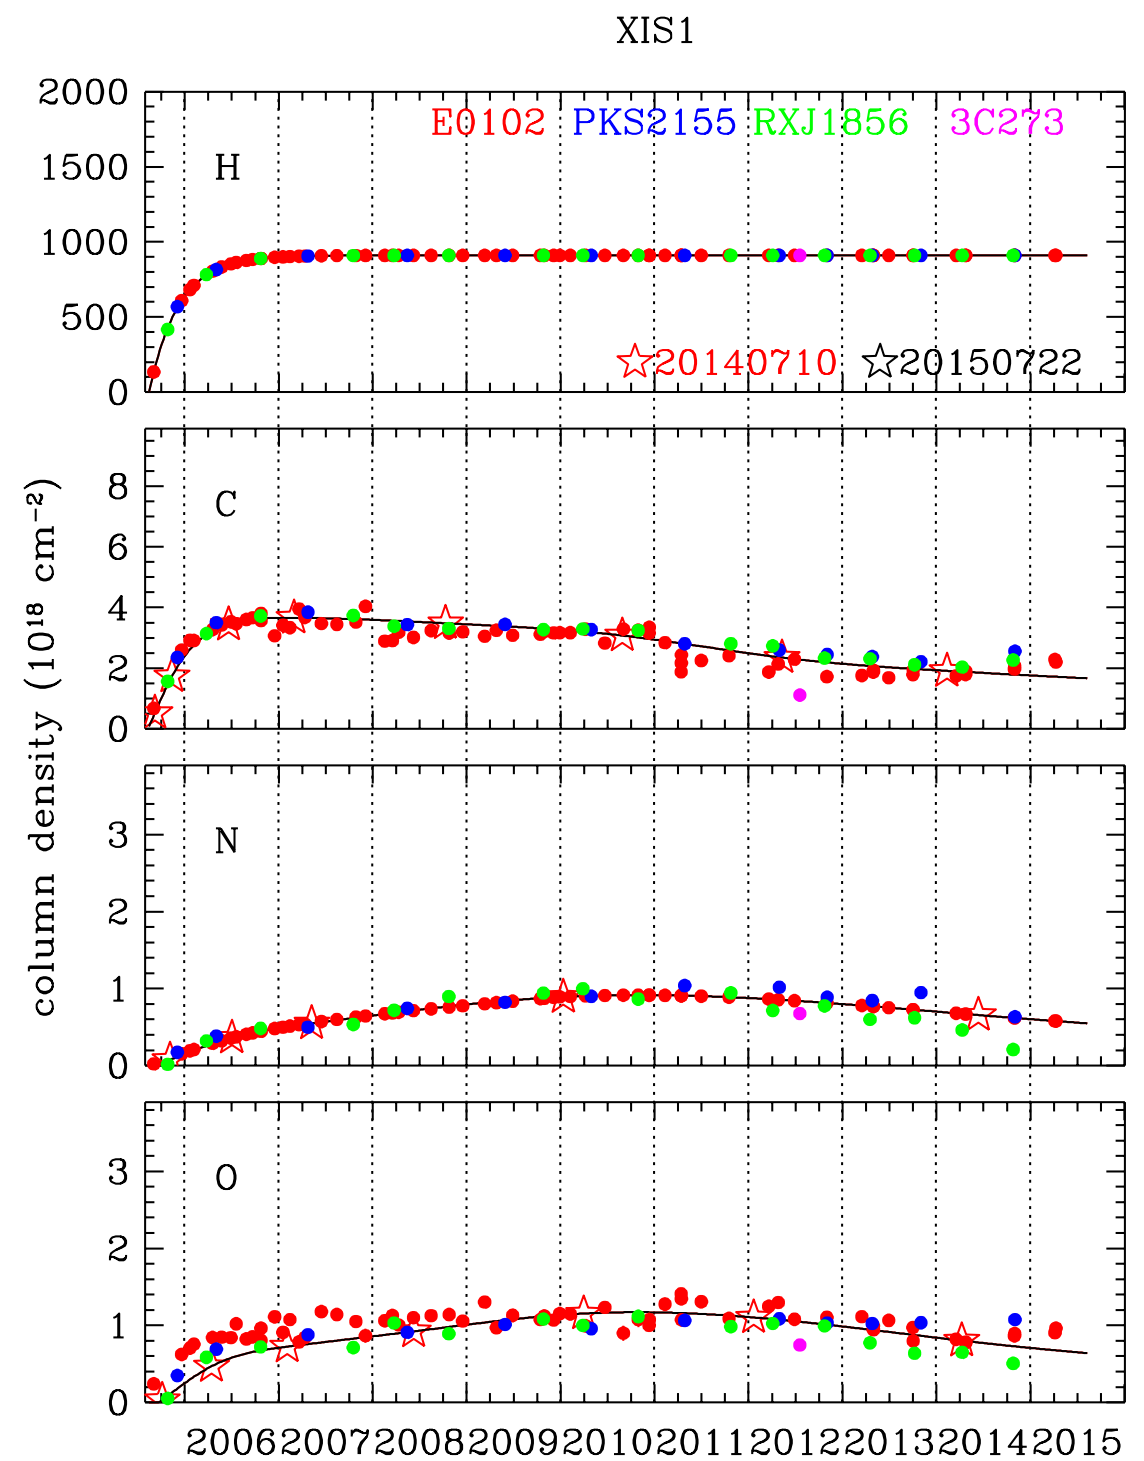 XIS1
2000
E0102 PKS2155 RXJ1856 3C273
1500
H
1000
500
☆20140710 ☆20150722
0
column density (10¹⁸ cm⁻²)
8
C
6
4
2
0
3
N
2
1
0
3
O
2
1
0
2006 2007 2008 2009 2010 2011 2012 2013 2014 2015